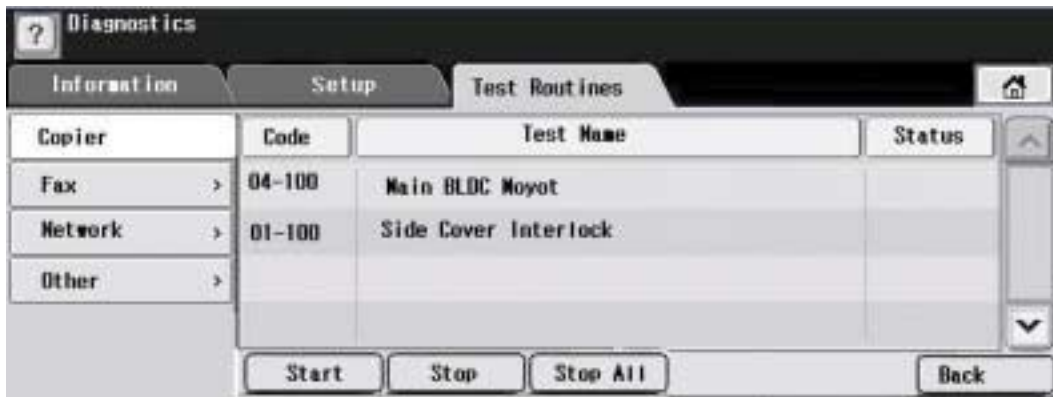 ? Diagnostics
Information Setup Test Routines
Copier Code Test Name Status
Fax > 04-100 Main BLDC Moyot
Network > 01-100 Side Cover Interlock
Other >
Start Stop Stop All Back